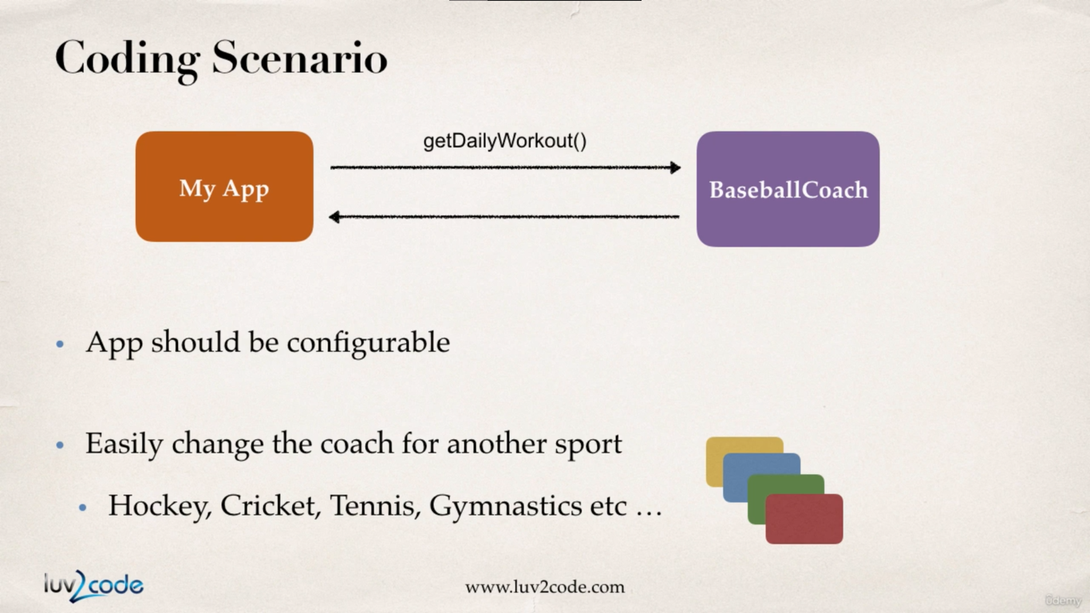 Coding Scenario
getDailyWorkout()
My App
BaseballCoach
• App should be configurable
• Easily change the coach for another sport
• Hockey, Cricket, Tennis, Gymnastics etc …
luv2code
www.luv2code.com
ûdemy